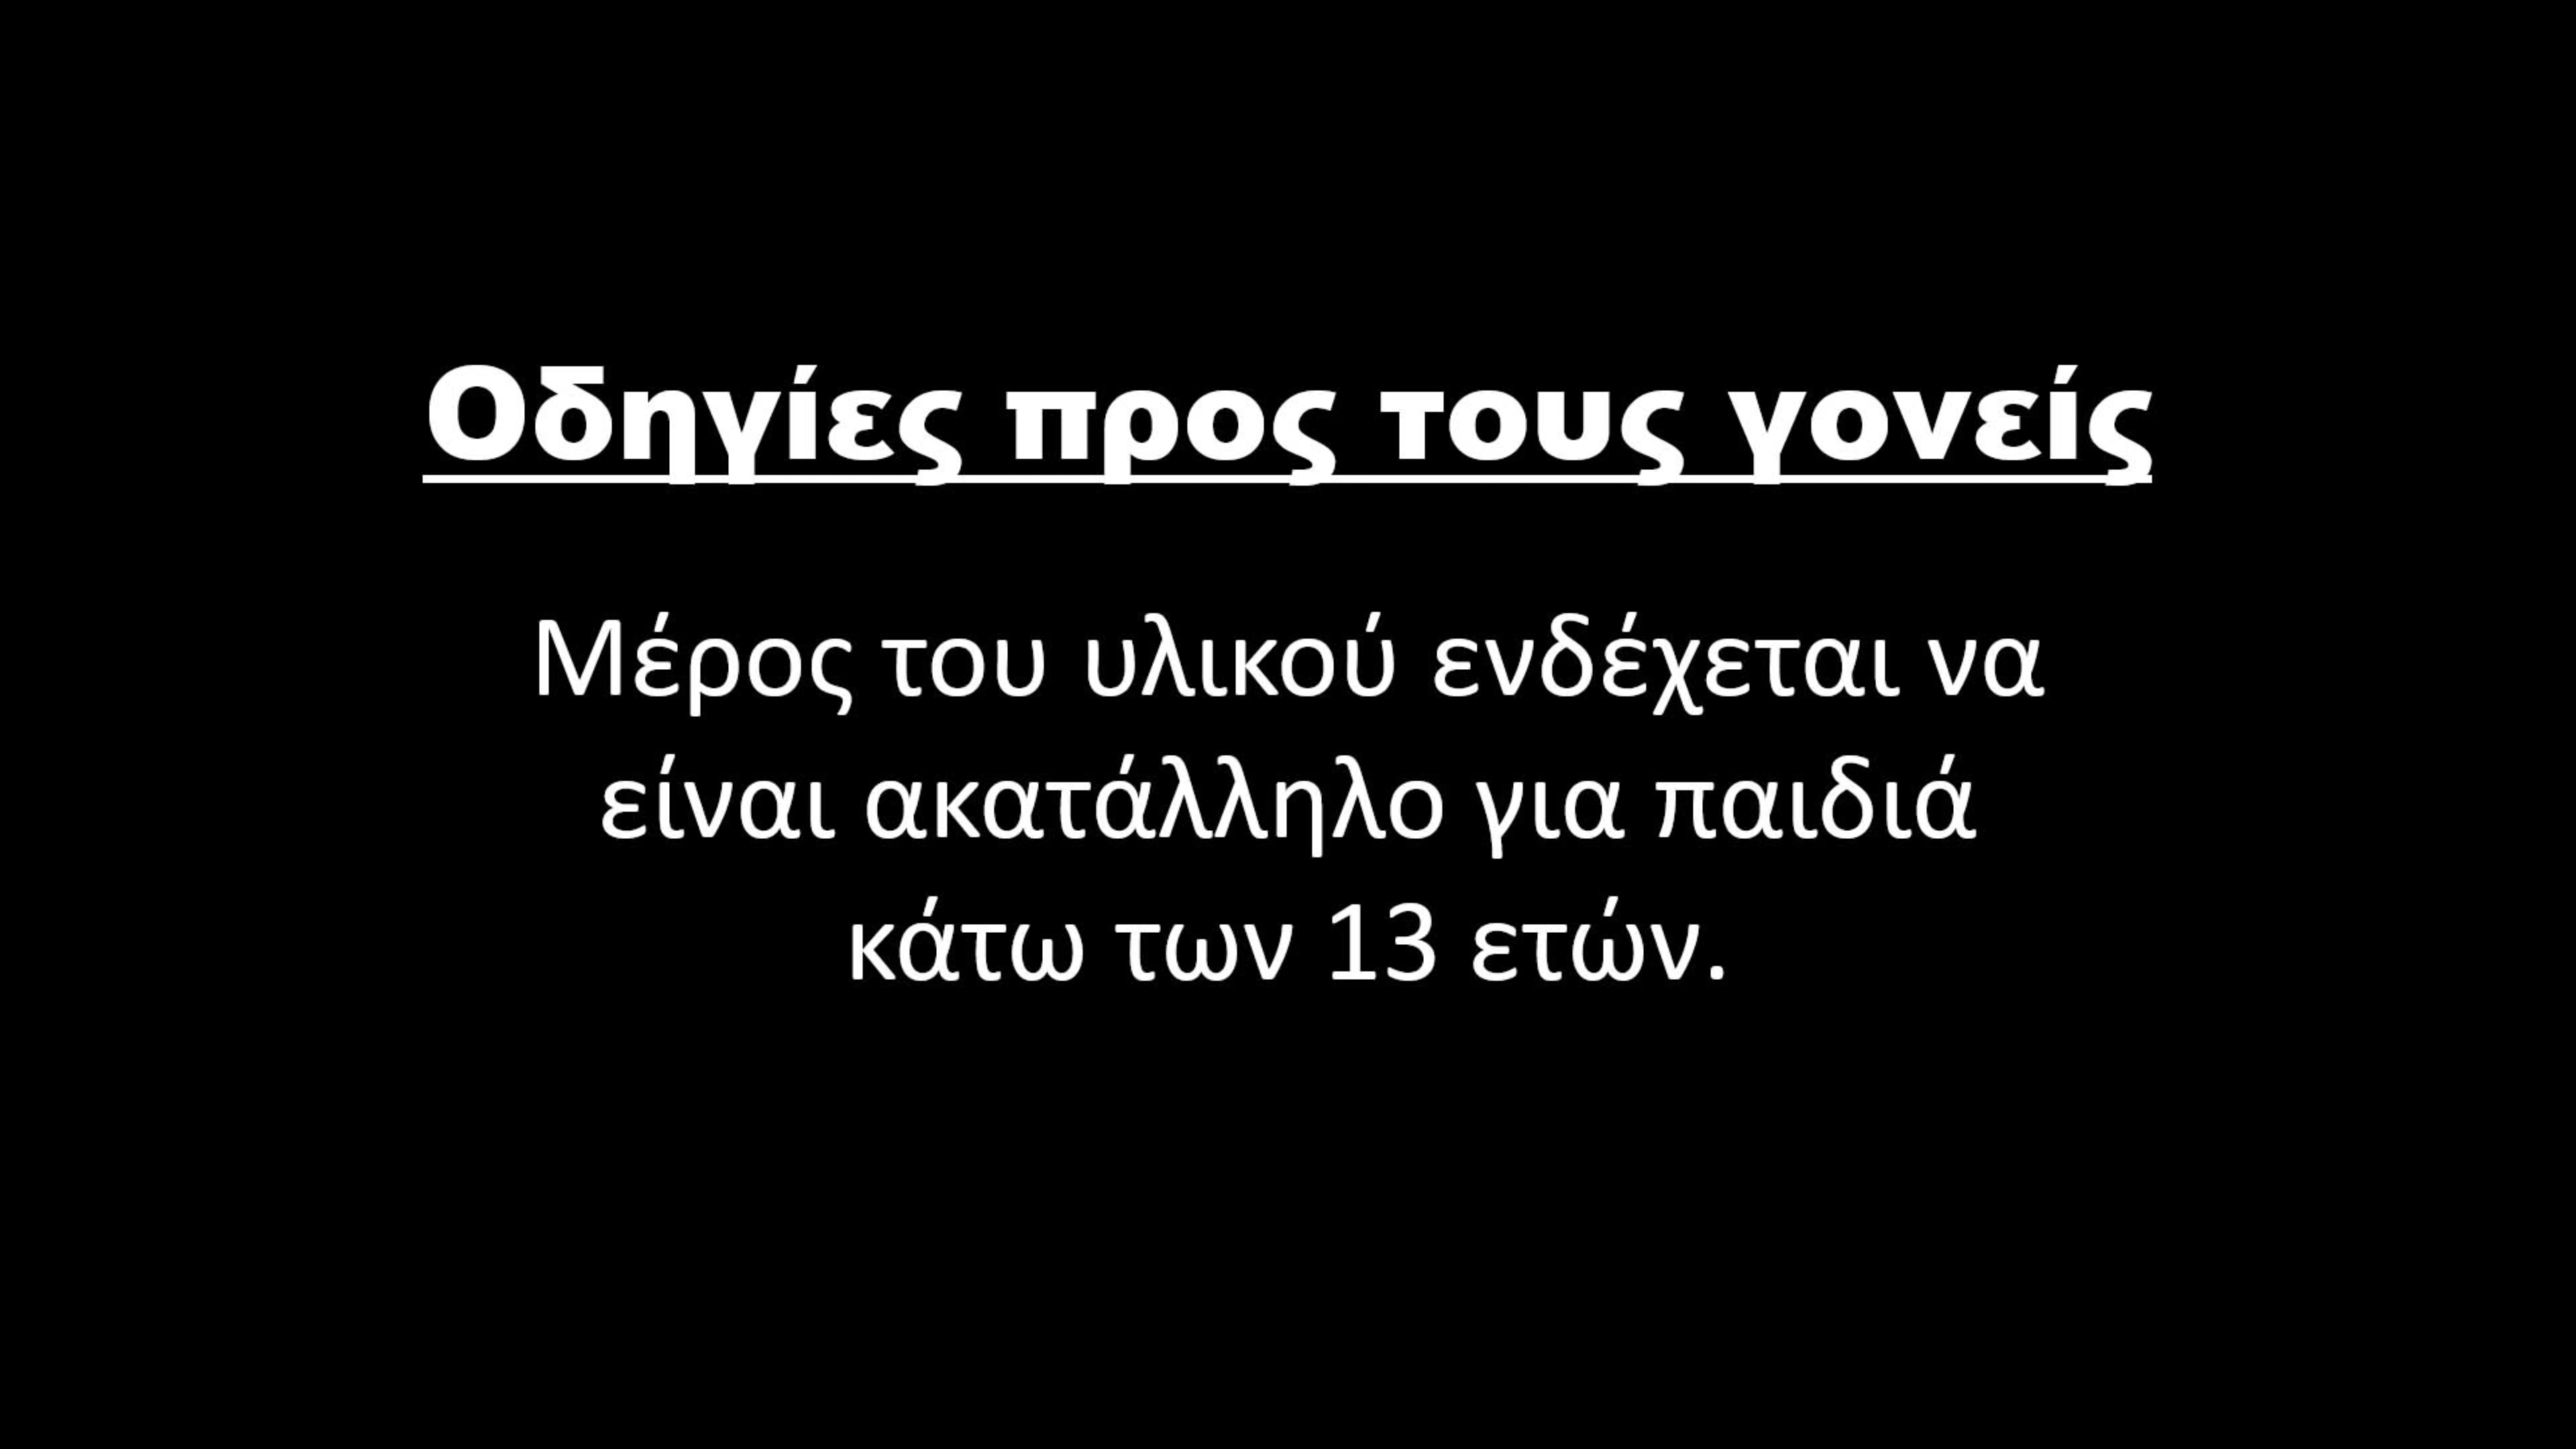 Οδηγίες προς τους γονείς
Μέρος του υλικού ενδέχεται να
είναι ακατάλληλο για παιδιά
κάτω των 13 ετών.